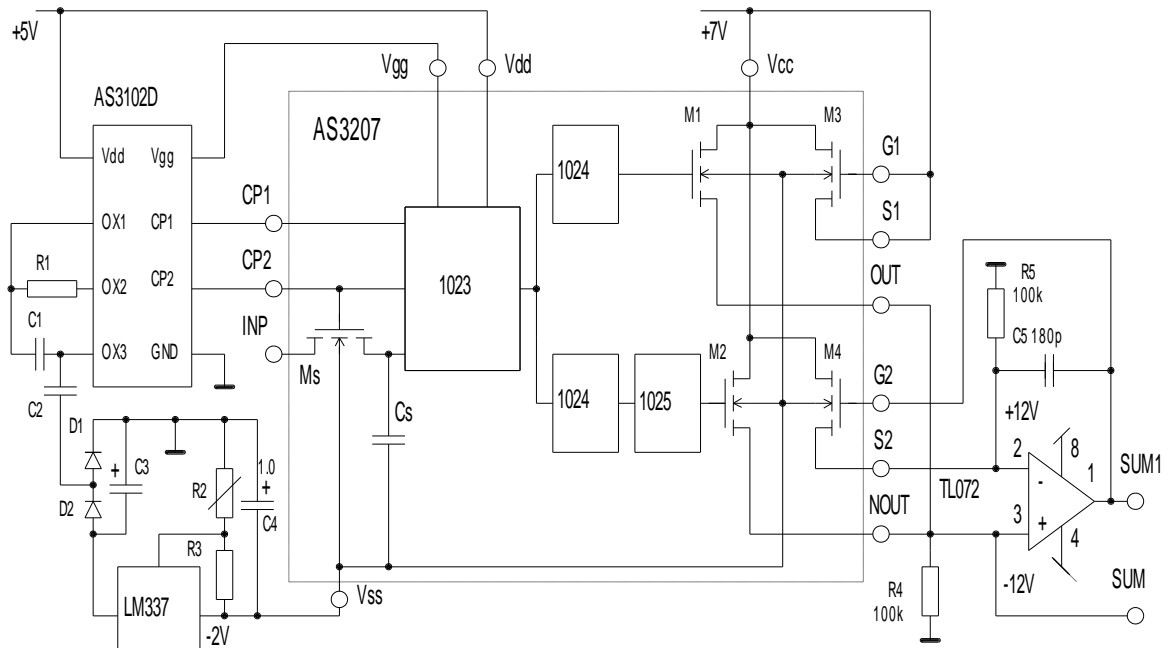 +5V
+7V
Vgg
Vdd
Vcc
AS3102D
AS3207
M1
M3
Vdd
Vgg
1024
G1
CP1
S1
OX1
CP1
R1
CP2
OX2
CP2
1023
OUT
R5
100k
C1
INP
C5 180p
OX3
GND
Ms
M2
M4
G2
C2
Cs
1024
1025
+12V
D1
S2
C3
+
1.0
+
2
8
1
SUM1
R2
TL072
-
D2
C4
NOUT
3
+
4
R3
-12V
SUM
LM337
Vss
R4
100k
-2V